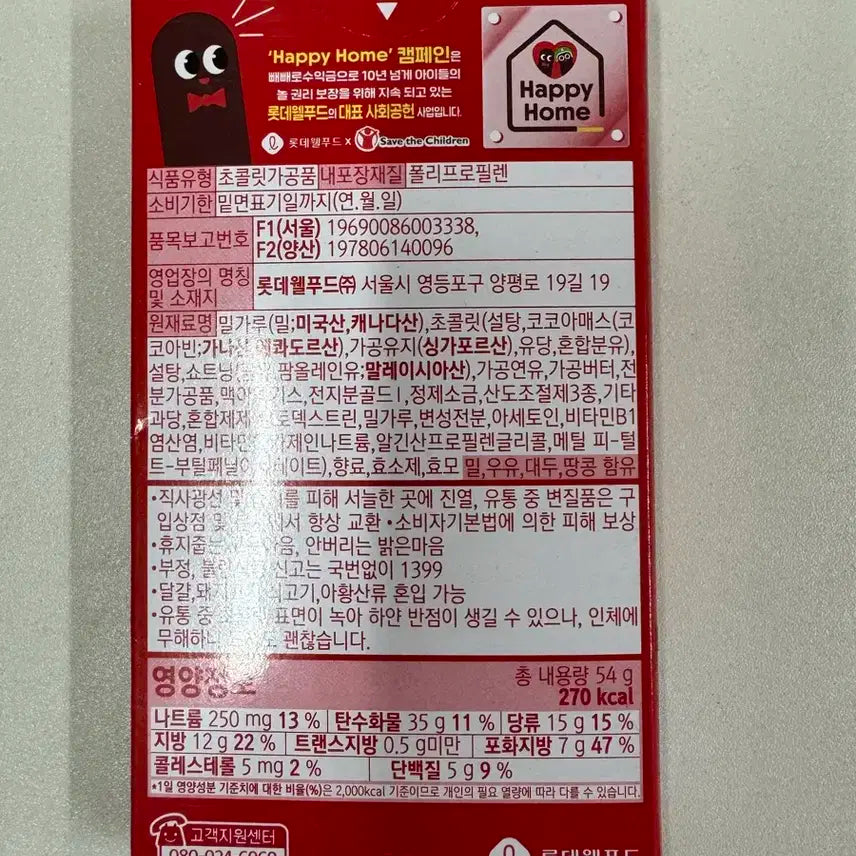 'Happy Home' 캠페인은
빼빼로수익금으로 10년 넘게 아이들의
놀 권리 보장을 위해 지속 되고 있는
롯데웰푸드의 대표 사회공헌 사업입니다.
롯데웰푸드 x Save the Children
Happy
Home
식품유형 초콜릿가공품 내포장재질 폴리프로필렌
소비기한 밑면표기일까지(연.월.일)
품목보고번호 F1(서울) 19690086003338,
F2(양산) 197806140096
영업장의 명칭 및 소재지 롯데웰푸드㈜ 서울시 영등포구 양평로 19길 19
원재료명 밀가루(밀;미국산,캐나다산),초콜릿(설탕,코코아매스(코
코아빈;가나산 에콰도르산),가공유지(싱가포르산),유당,혼합분유),
설탕,쇼트닝 팜올레인유;말레이시아산),가공연유,가공버터,전
분가공품,맥아 전지분골드Ⅰ,정제소금,산도조절제3종,기타
과당,혼합제제 밀가루,변성전분,아세토인,비타민B1
염산염,비타민 카제인나트륨,알긴산프로필렌글리콜,메틸 피-털
트-부틸페닐 향료,효소제,효모 밀,우유,대두,땅콩 함유
•직사광선 및 피해 서늘한 곳에 진열, 유통 중 변질품은 구
입상점 및 항상 교환 •소비자기본법에 의한 피해 보상
•휴지줍는 안버리는 밝은마음
•부정, 불량 신고는 국번없이 1399
•달걀,돼 아황산류 혼입 가능
•유통 중 표면이 녹아 하얀 반점이 생길 수 있으나, 인체에
무해하 괜찮습니다.
영양정보 총 내용량 54 g
270 kcal
나트륨 250 mg 13 % 탄수화물 35 g 11 % 당류 15 g 15 %
지방 12 g 22 % 트랜스지방 0.5 g미만 포화지방 7 g 47 %
콜레스테롤 5 mg 2 % 단백질 5 g 9 %
*1일 영양성분 기준치에 대한 비율(%)은 2,000kcal 기준이므로 개인의 필요 열량에 따라 다를 수 있습니다.
고객지원센터
080-024-6060
롯데웰푸드